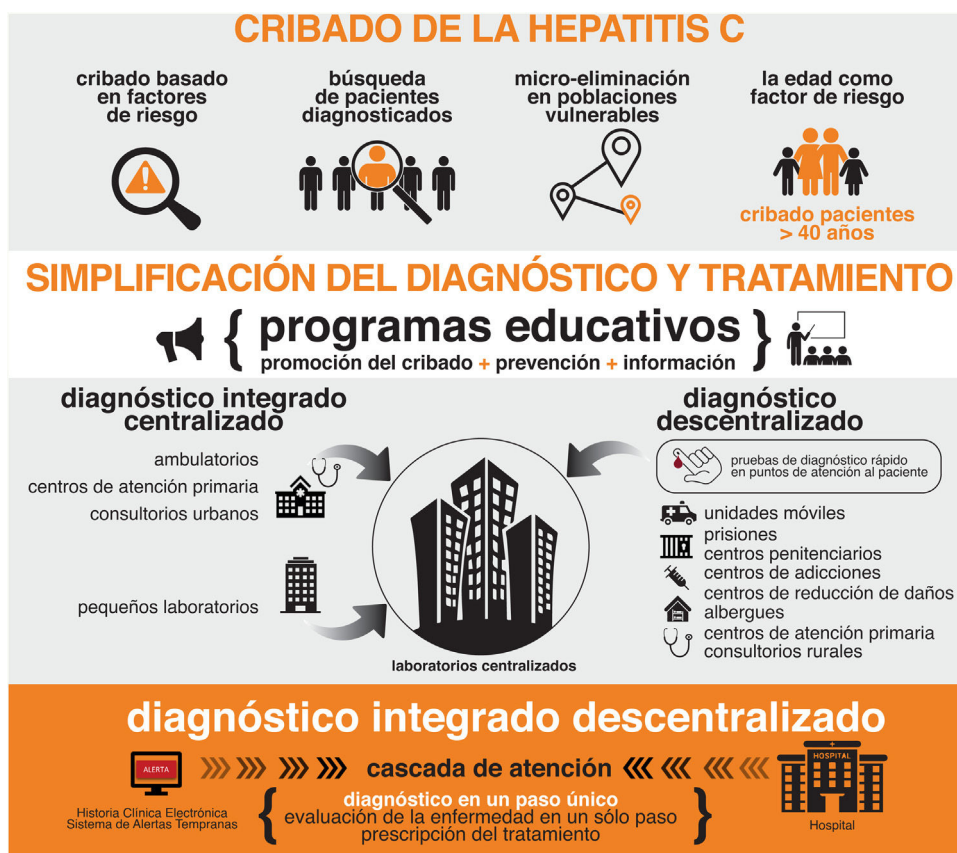 CRIBADO DE LA HEPATITIS C
cribado basado
en factores
de riesgo
búsqueda
de pacientes
diagnosticados
micro-eliminación
en poblaciones
vulnerables
la edad como
factor de riesgo
cribado pacientes
> 40 años
SIMPLIFICACIÓN DEL DIAGNÓSTICO Y TRATAMIENTO
{ programas educativos }
promoción del cribado + prevención + información
diagnóstico integrado
centralizado
ambulatorios
centros de atención primaria
consultorios urbanos
pequeños laboratorios
laboratorios centralizados
diagnóstico
descentralizado
pruebas de diagnóstico rápido
en puntos de atención al paciente
unidades móviles
prisiones
centros penitenciarios
centros de adicciones
centros de reducción de daños
albergues
centros de atención primaria
consultorios rurales
diagnóstico integrado descentralizado
ALERTA
Historia Clínica Electrónica
Sistema de Alertas Tempranas
cascada de atención
diagnóstico en un paso único
evaluación de la enfermedad en un sólo paso
prescripción del tratamiento
HOSPITAL
Hospital